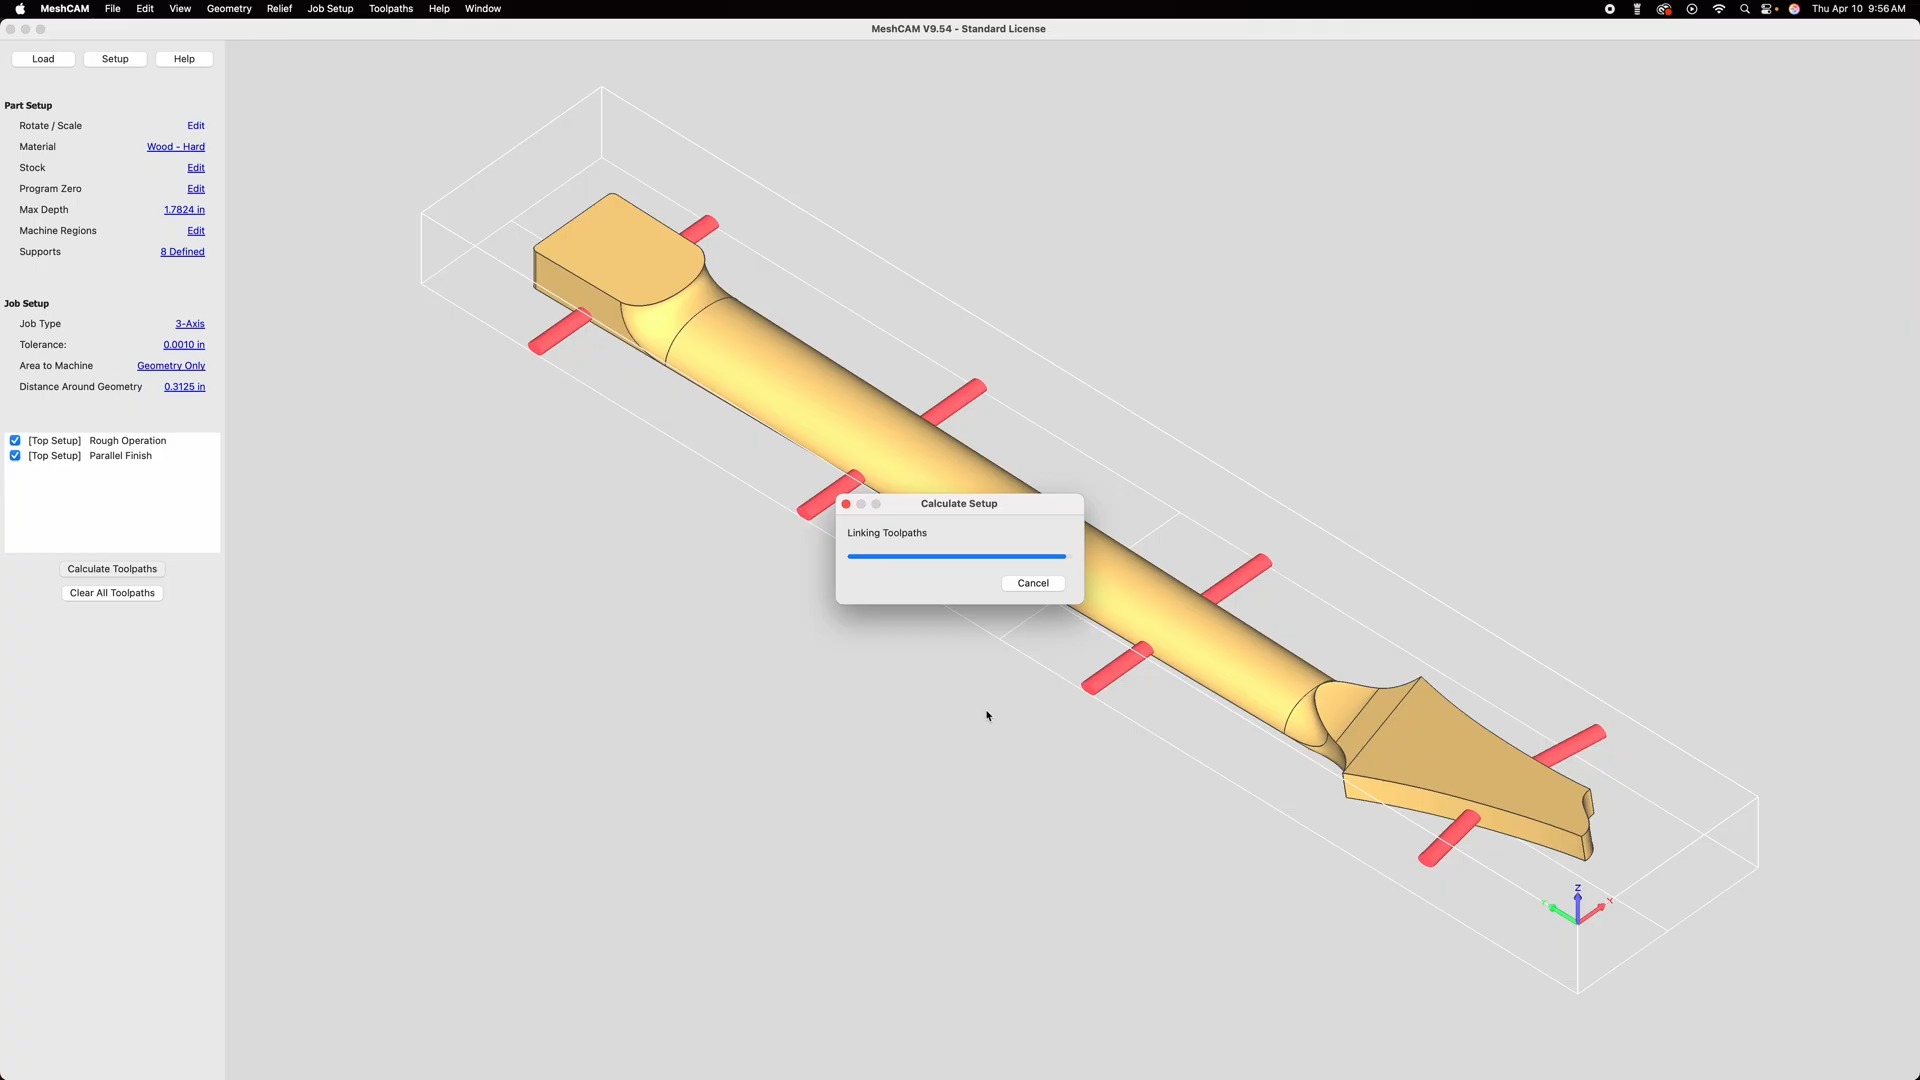 MeshCAM File Edit View Geometry Relief Job Setup Toolpaths Help Window Thu Apr 10 9:56 AM
MeshCAM V9.54 - Standard License
Load Setup Help
Part Setup
Rotate / Scale Edit
Material Wood - Hard
Stock Edit
Program Zero Edit
Max Depth 1.7824 in
Machine Regions Edit
Supports 8 Defined
Job Setup
Job Type 3-Axis
Tolerance: 0.0010 in
Area to Machine Geometry Only
Distance Around Geometry 0.3125 in
[Top Setup] Rough Operation
[Top Setup] Parallel Finish
Calculate Toolpaths
Clear All Toolpaths
Calculate Setup
Linking Toolpaths
Cancel
Z